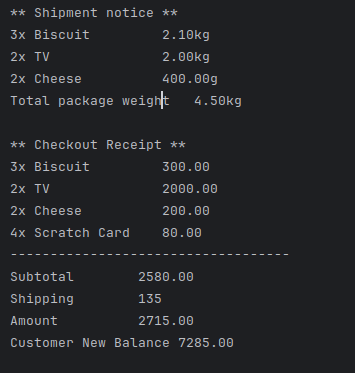 ** Shipment notice **
3x Biscuit         2.10kg
2x TV              2.00kg
2x Cheese          400.00g
Total package weight   4.50kg

** Checkout Receipt **
3x Biscuit         300.00
2x TV              2000.00
2x Cheese          200.00
4x Scratch Card    80.00
-----------------------------------
Subtotal        2580.00
Shipping        135
Amount          2715.00
Customer New Balance 7285.00